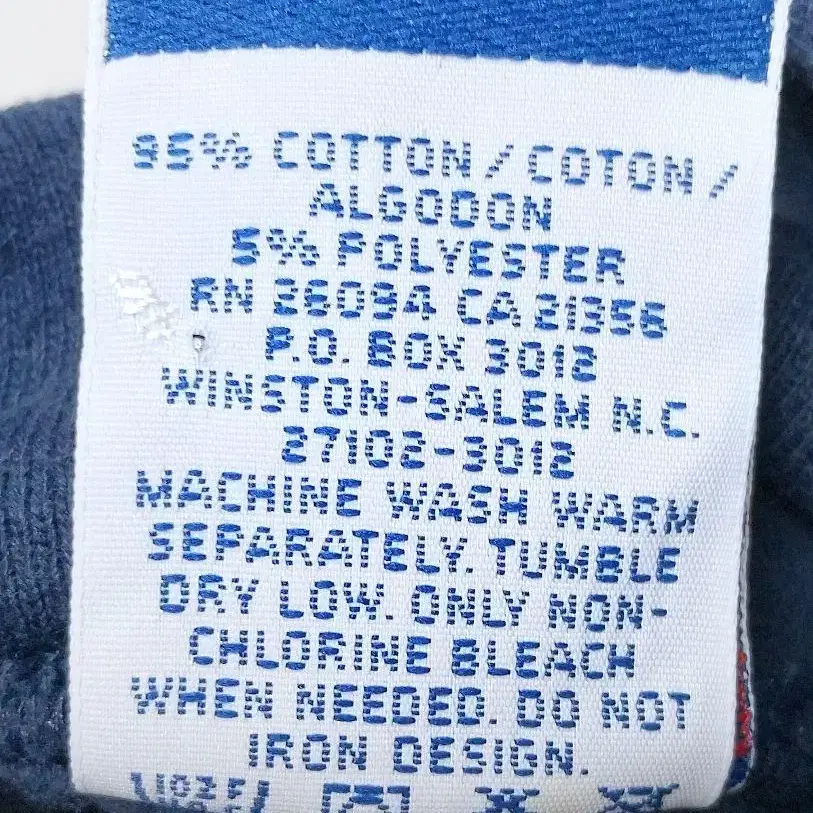 95% COTTON / COTON /
ALGODON
5% POLYESTER
RN 26094 CA 21356
P.O. BOX 3012
WINSTON-SALEM N.C.
27102-3012
MACHINE WASH WARM
SEPARATELY. TUMBLE
DRY LOW. ONLY NON-
CHLORINE BLEACH
WHEN NEEDED. DO NOT
IRON DESIGN.